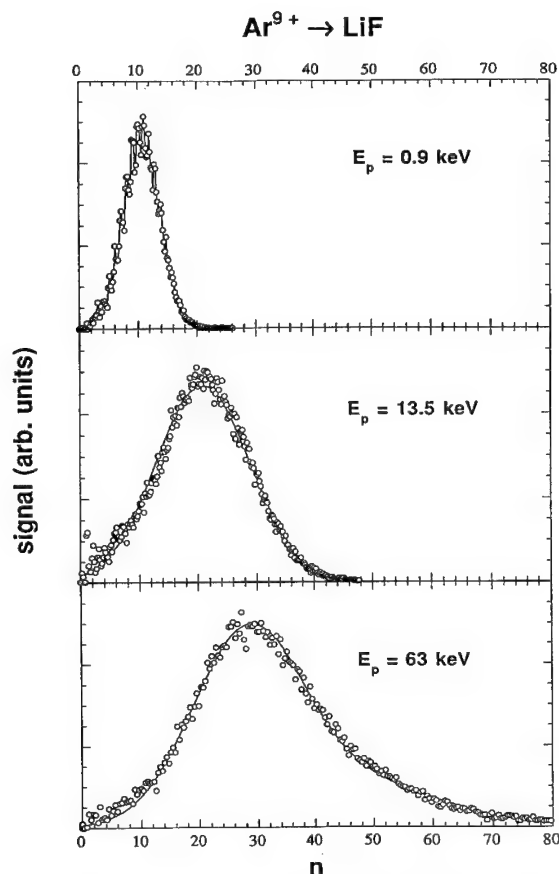 Ar⁹⁺ → LiF
0 10 20 30 40 50 60 70 80
E_p = 0.9 keV
E_p = 13.5 keV
signal (arb. units)
E_p = 63 keV
0 10 20 30 40 50 60 70 80
n